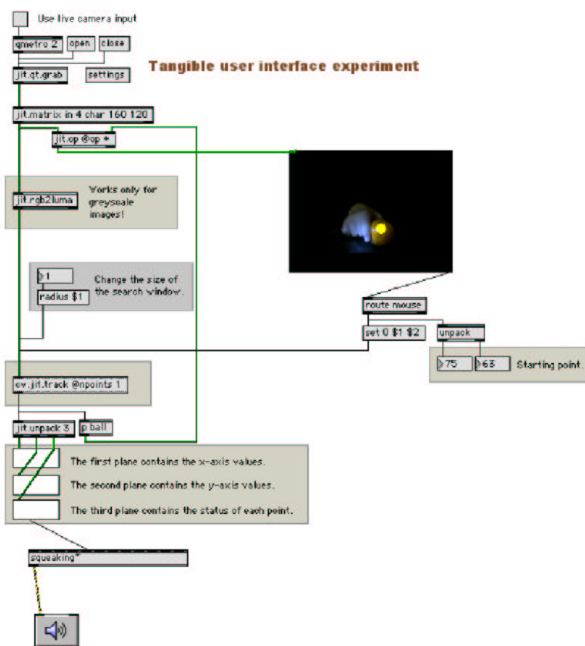 Use live camera input
qmetro 2
open
close
jit.qt.grab
settings
Tangible user interface experiment
jit.matrix in 4 char 160 120
jit.op @op +
jit.rgb2luma
Works only for
greyscale
images!
1
Change the size of
the search window.
radius $1
route mouse
set 0 $1 $2
unpack
75
63
Starting point.
cv.jit.track @npoints 1
jit.unpack 3
p ball
The first plane contains the x-axis values.
The second plane contains the y-axis values.
The third plane contains the status of each point.
squeaking~